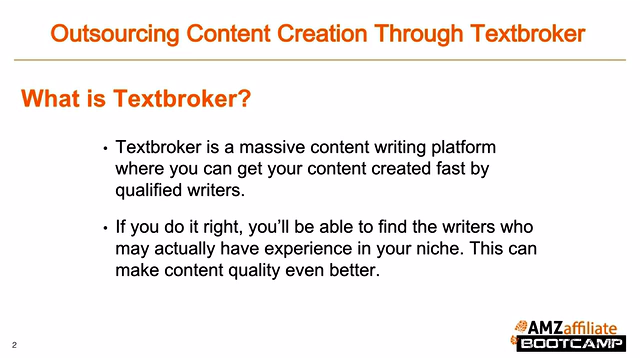 Outsourcing Content Creation Through Textbroker
What is Textbroker?
• Textbroker is a massive content writing platform
where you can get your content created fast by
qualified writers.
• If you do it right, you’ll be able to find the writers who
may actually have experience in your niche. This can
make content quality even better.
2
AMZaffiliate
BOOTCAMP